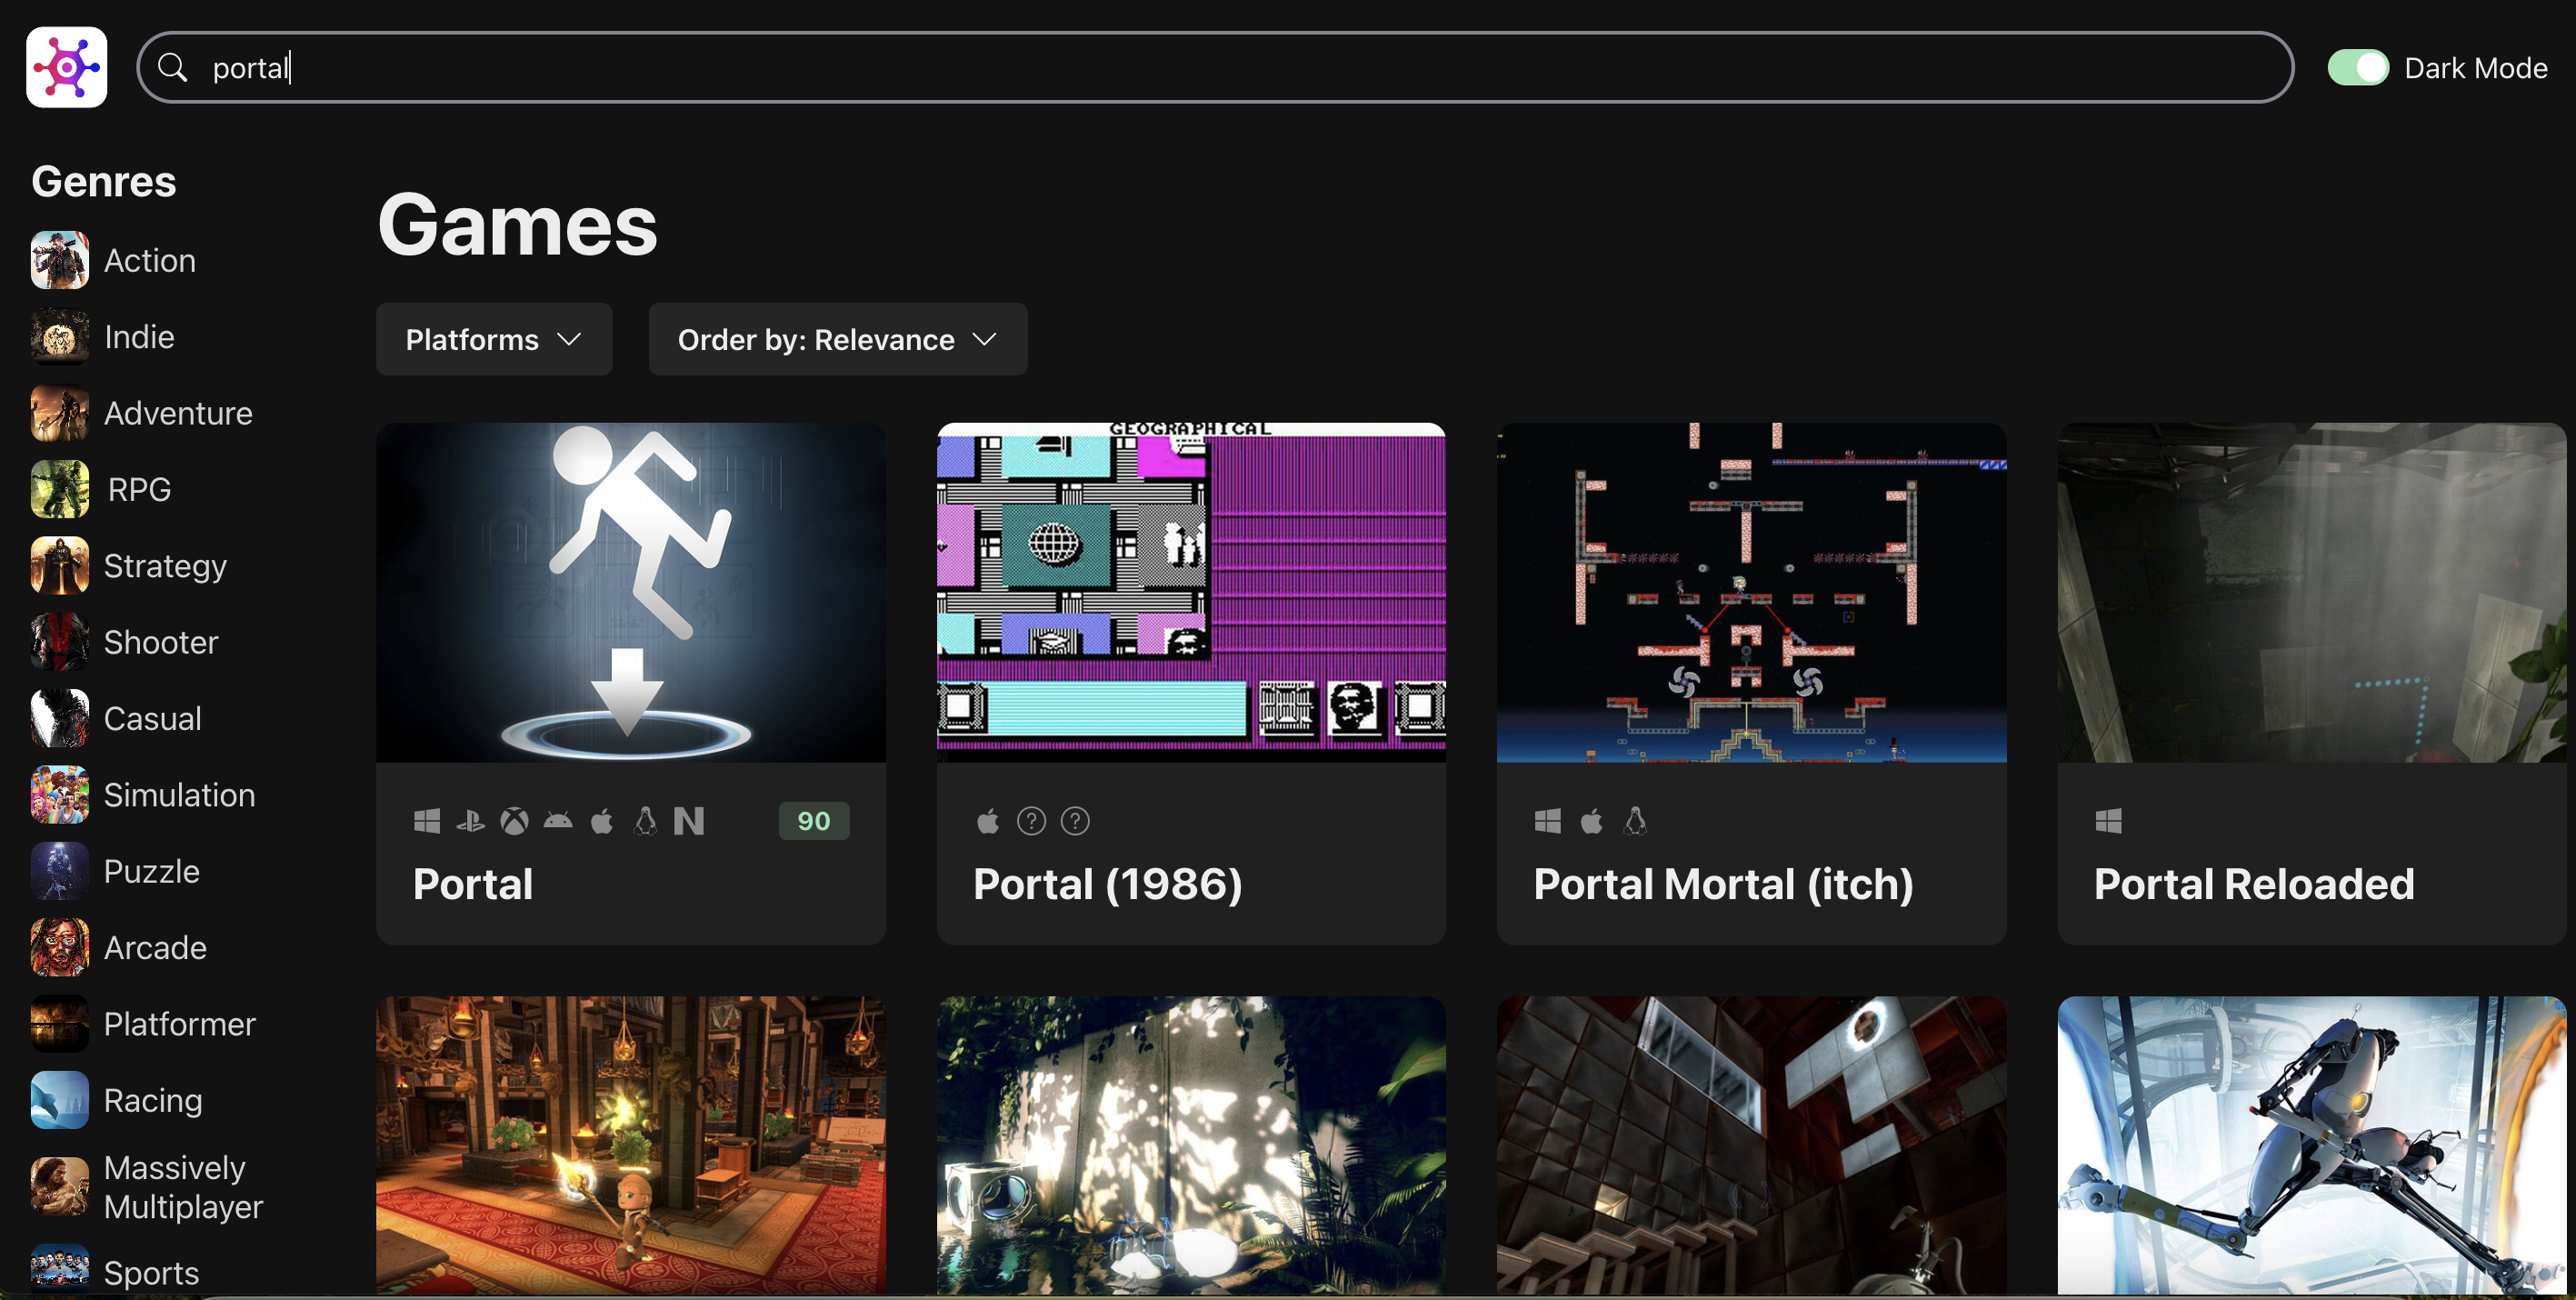 portal
Dark Mode
Genres
Action
Indie
Adventure
RPG
Strategy
Shooter
Casual
Simulation
Puzzle
Arcade
Platformer
Racing
Massively
Multiplayer
Sports
Games
Platforms
Order by: Relevance
GEOGRAPHICAL
90
Portal
Portal (1986)
Portal Mortal (itch)
Portal Reloaded